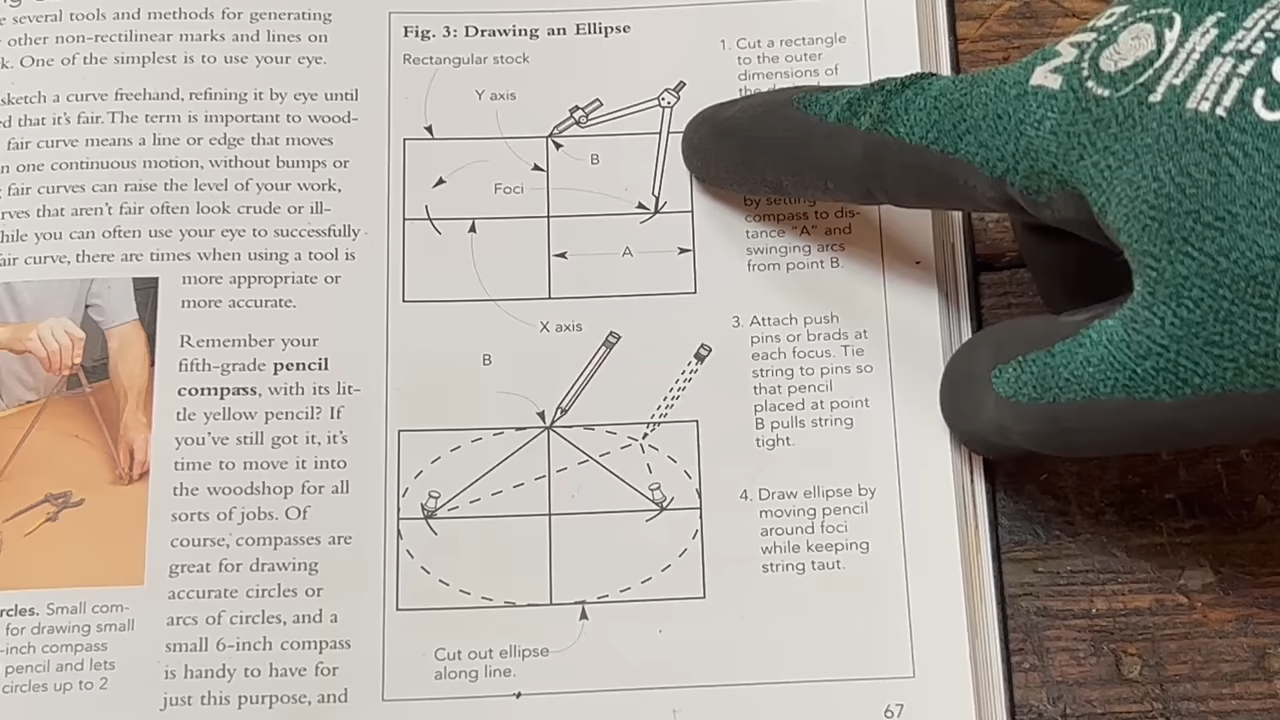 e several tools and methods for generating
other non-rectilinear marks and lines on
k. One of the simplest is to use your eye.
sketch a curve freehand, refining it by eye until
ed that it's fair. The term is important to wood-
fair curve means a line or edge that moves
n one continuous motion, without bumps or
fair curves can raise the level of your work,
rves that aren't fair often look crude or ill-
hile you can often use your eye to successfully
air curve, there are times when using a tool is
more appropriate or
more accurate.
Remember your
fifth-grade pencil
compass, with its lit-
tle yellow pencil? If
you've still got it, it's
time to move it into
the woodshop for all
sorts of jobs. Of
course, compasses are
great for drawing
accurate circles or
arcs of circles, and a
small 6-inch compass
is handy to have for
just this purpose, and
rcles. Small com-
for drawing small
-inch compass
pencil and lets
circles up to 2
Fig. 3: Drawing an Ellipse
Rectangular stock
Y axis
B
Foci
A
X axis
1. Cut a rectangle
to the outer
dimensions of
by setting
compass to dis-
tance "A" and
swinging arcs
from point B.
B
3. Attach push
pins or brads at
each focus. Tie
string to pins so
that pencil
placed at point
B pulls string
tight.
4. Draw ellipse by
moving pencil
around foci
while keeping
string taut.
Cut out ellipse
along line.
67